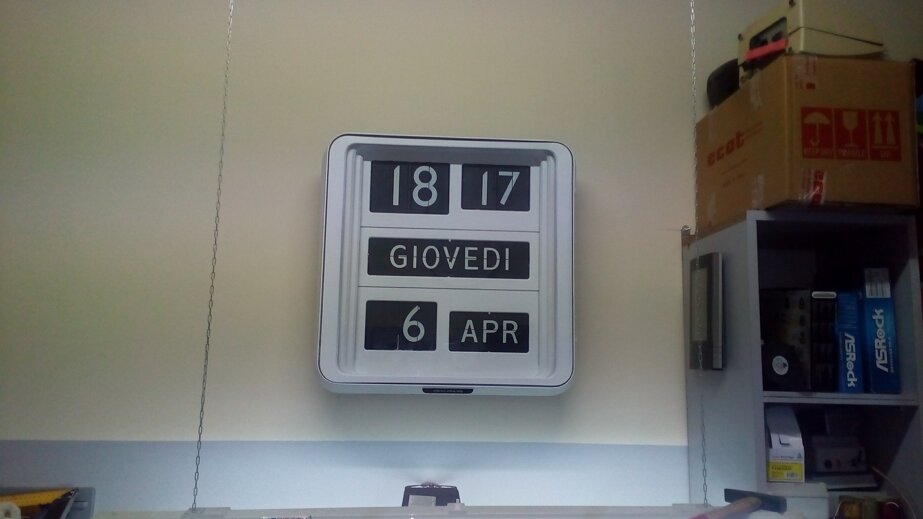 18 17
GIOVEDI
6 APR
ASRock
ASRock